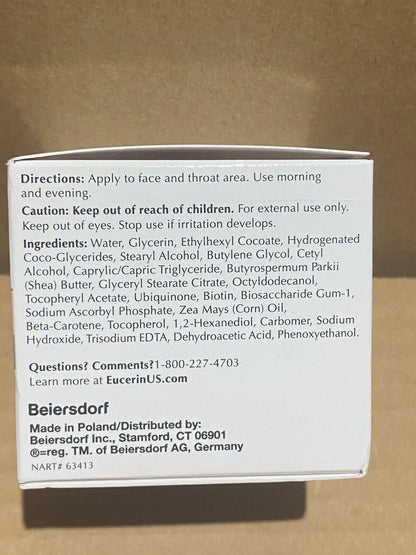 Directions: Apply to face and throat area. Use morning
and evening.
Caution: Keep out of reach of children. For external use only.
Keep out of eyes. Stop use if irritation develops.
Ingredients: Water, Glycerin, Ethylhexyl Cocoate, Hydrogenated
Coco-Glycerides, Stearyl Alcohol, Butylene Glycol, Cetyl
Alcohol, Caprylic/Capric Triglyceride, Butyrospermum Parkii
(Shea) Butter, Glyceryl Stearate Citrate, Octyldodecanol,
Tocopheryl Acetate, Ubiquinone, Biotin, Biosaccharide Gum-1,
Sodium Ascorbyl Phosphate, Zea Mays (Corn) Oil,
Beta-Carotene, Tocopherol, 1,2-Hexanediol, Carbomer, Sodium
Hydroxide, Trisodium EDTA, Dehydroacetic Acid, Phenoxyethanol.
Questions? Comments?1-800-227-4703
Learn more at EucerinUS.com
Beiersdorf
Made in Poland/Distributed by:
Beiersdorf Inc., Stamford, CT 06901
®=reg. TM. of Beiersdorf AG, Germany
NART# 63413